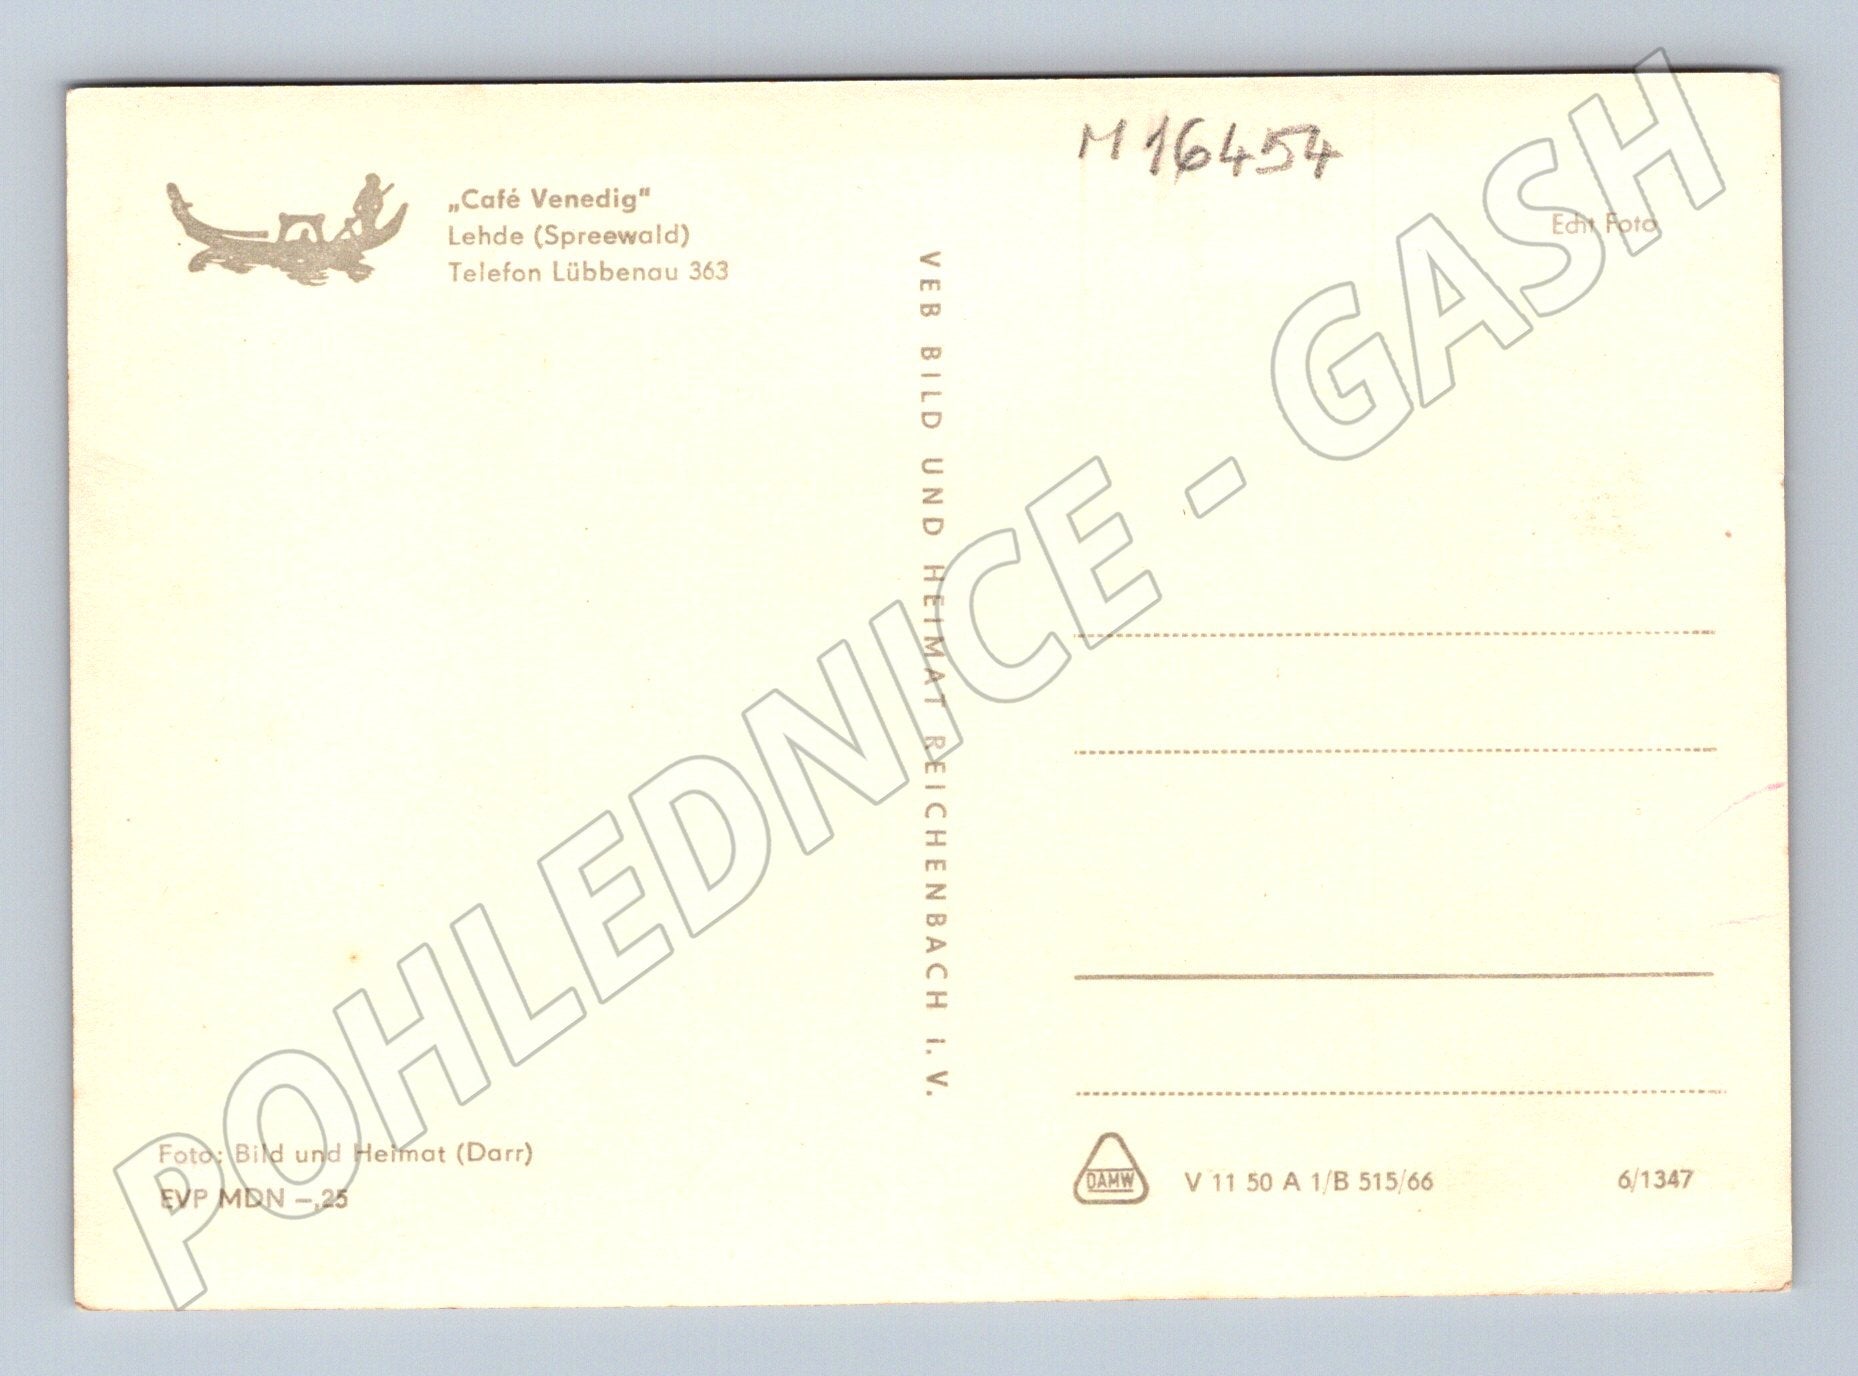 M 16454
„Café Venedig"
Lehde (Spreewald)
Telefon Lübbenau 363
Echt Foto
VEB BILD UND HEIMAT REICHENBACH I. V.
POHLEDNICE - GASH
Foto: Bild und Heimat (Darr)
EVP MDN –,25
DAMW
V 11 50 A 1/B 515/66
6/1347